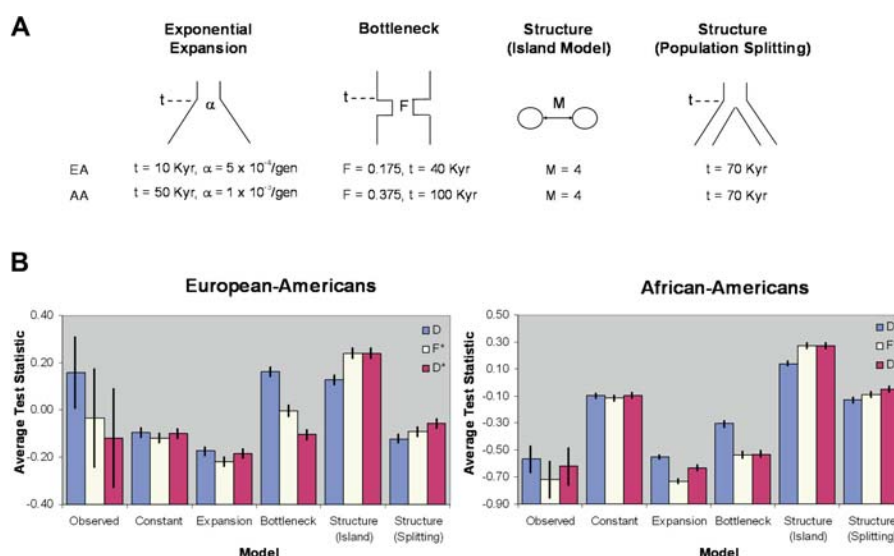 A
Exponential Expansion
Bottleneck
Structure (Island Model)
Structure (Population Splitting)
t
α
t
F
M
t
EA t = 10 Kyr, α = 5 x 10⁻⁴/gen F = 0.175, t = 40 Kyr M = 4 t = 70 Kyr
AA t = 50 Kyr, α = 1 x 10⁻³/gen F = 0.375, t = 100 Kyr M = 4 t = 70 Kyr
B
European-Americans
Average Test Statistic
0.40
0.20
0.00
-0.20
-0.40
D
F*
D*
Observed Constant Expansion Bottleneck Structure (Island) Structure (Splitting)
Model
African-Americans
Average Test Statistic
0.50
0.30
0.10
-0.10
-0.30
-0.50
-0.70
-0.90
D
F
D
Observed Constant Expansion Bottleneck Structure (Island) Structure (Splitting)
Model